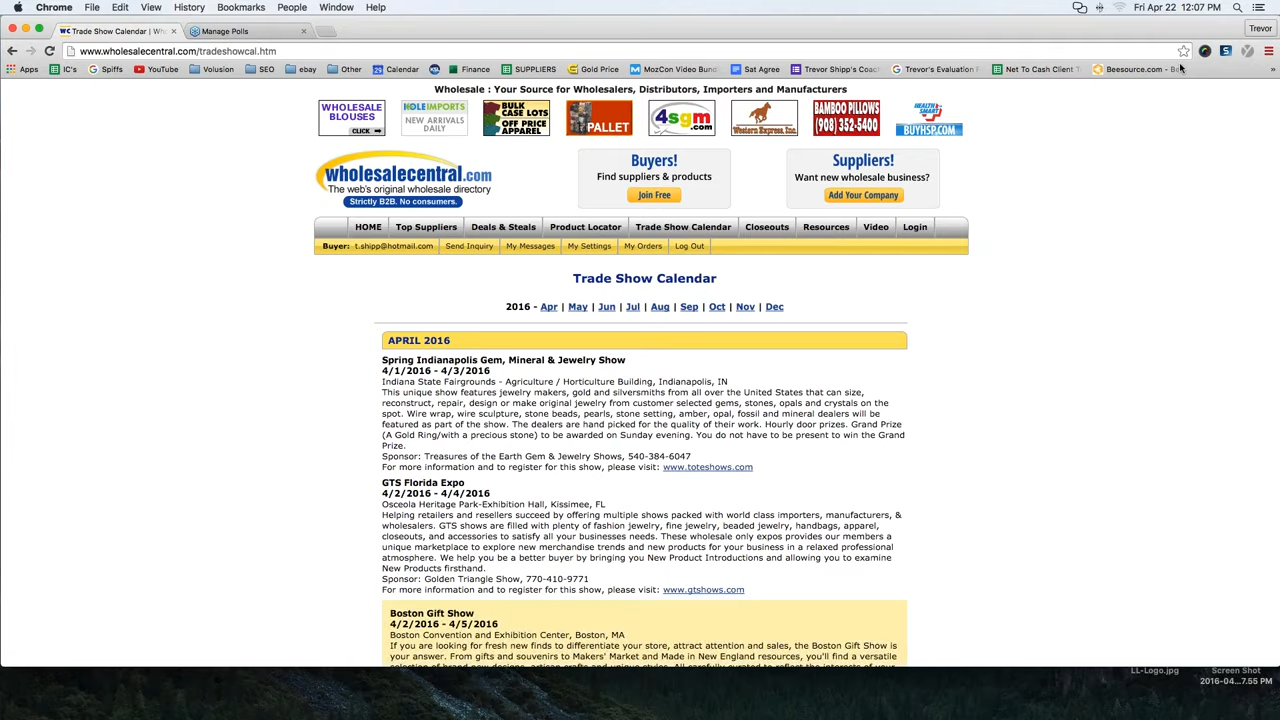 Chrome File Edit View History Bookmarks People Window Help Fri Apr 22 12:07 PM
Trade Show Calendar | Wh Manage Polls Trevor
www.wholesalecentral.com/tradeshowcal.htm
Apps IC's Spiffs YouTube Volusion SEO ebay Other Calendar KSL Finance SUPPLIERS Gold Price MozCon Video Bun Sat Agree Trevor Shipp's Coac Trevor's Evaluation Net To Cash Client T Beesource.com - Be »
Wholesale : Your Source for Wholesalers, Distributors, Importers and Manufacturers
WHOLESALE BLOUSES CLICK
KOLEIMPORTS NEW ARRIVALS DAILY
BULK CASE LOTS OFF PRICE APPAREL
PALLET
4sgm.com
Western Express, Inc.
BAMBOO PILLOWS (908) 352-5400
HEALTH SMART BUYHSP.COM
wholesalecentral.com
The web's original wholesale directory
Strictly B2B. No consumers.
Buyers!
Find suppliers & products
Join Free
Suppliers!
Want new wholesale business?
Add Your Company
HOME Top Suppliers Deals & Steals Product Locator Trade Show Calendar Closeouts Resources Video Login
Buyer: t.shipp@hotmail.com Send Inquiry My Messages My Settings My Orders Log Out
Trade Show Calendar
2016 - Apr | May | Jun | Jul | Aug | Sep | Oct | Nov | Dec
APRIL 2016
Spring Indianapolis Gem, Mineral & Jewelry Show
4/1/2016 - 4/3/2016
Indiana State Fairgrounds - Agriculture / Horticulture Building, Indianapolis, IN
This unique show features jewelry makers, gold and silversmiths from all over the United States that can size,
reconstruct, repair, design or make original jewelry from customer selected gems, stones, opals and crystals on the
spot. Wire wrap, wire sculpture, stone beads, pearls, stone setting, amber, opal, fossil and mineral dealers will be
featured as part of the show. The dealers are hand picked for the quality of their work. Hourly door prizes. Grand Prize
(A Gold Ring/with a precious stone) to be awarded on Sunday evening. You do not have to be present to win the Grand
Prize.
Sponsor: Treasures of the Earth Gem & Jewelry Shows, 540-384-6047
For more information and to register for this show, please visit: www.toteshows.com
GTS Florida Expo
4/2/2016 - 4/4/2016
Osceola Heritage Park-Exhibition Hall, Kissimee, FL
Helping retailers and resellers succeed by offering multiple shows packed with world class importers, manufacturers, &
wholesalers. GTS shows are filled with plenty of fashion jewelry, fine jewelry, beaded jewelry, handbags, apparel,
closeouts, and accessories to satisfy all your businesses needs. These wholesale only expos provides our members a
unique marketplace to explore new merchandise trends and new products for your business in a relaxed professional
atmosphere. We help you be a better buyer by bringing you New Product Introductions and allowing you to examine
New Products firsthand.
Sponsor: Golden Triangle Show, 770-410-9771
For more information and to register for this show, please visit: www.gtshows.com
Boston Gift Show
4/2/2016 - 4/5/2016
Boston Convention and Exhibition Center, Boston, MA
If you are looking for fresh new finds to differentiate your store, attract attention and sales, the Boston Gift Show is
your answer. From gifts and souvenirs to Makers' Market and Made in New England resources, you'll find a versatile
LL-Logo.jpg
Screen Shot
2016-04...7.55 PM